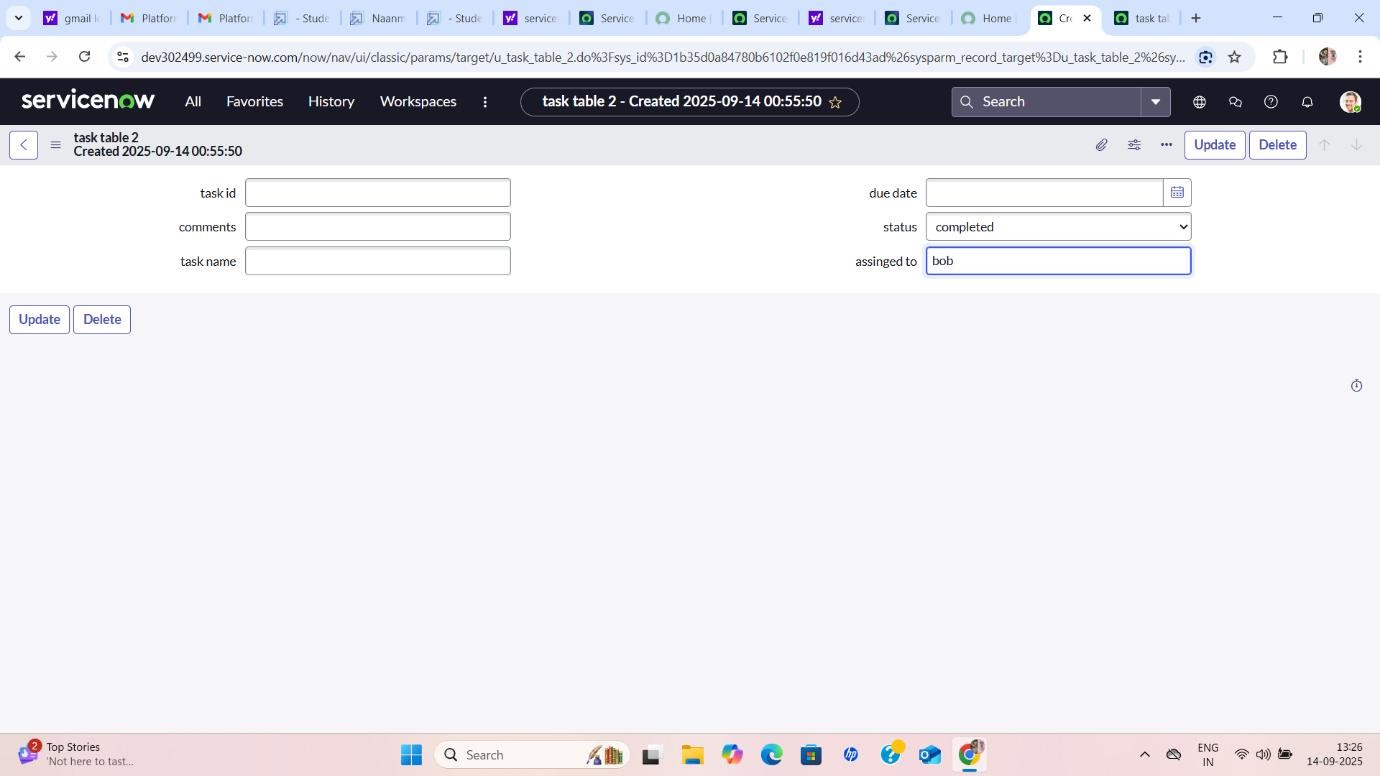 gmail l
Platforr
Platforr
- Stude
Naanm
- Stude
service
Service
Home
Service
service
Service
Home
Cr
task tal
dev302499.service-now.com/now/nav/ui/classic/params/target/u_task_table_2.do%3Fsys_id%3D1b35d0a84780b6102f0e819f016d43ad%26sysparm_record_target%3Du_task_table_2%26sy...
servicenow
All
Favorites
History
Workspaces
task table 2 - Created 2025-09-14 00:55:50
Search
task table 2
Created 2025-09-14 00:55:50
Update
Delete
task id
due date
comments
status
completed
task name
assinged to
bob
Update
Delete
2
Top Stories
'Not here to tast...
Search
ENG
IN
13:26
14-09-2025